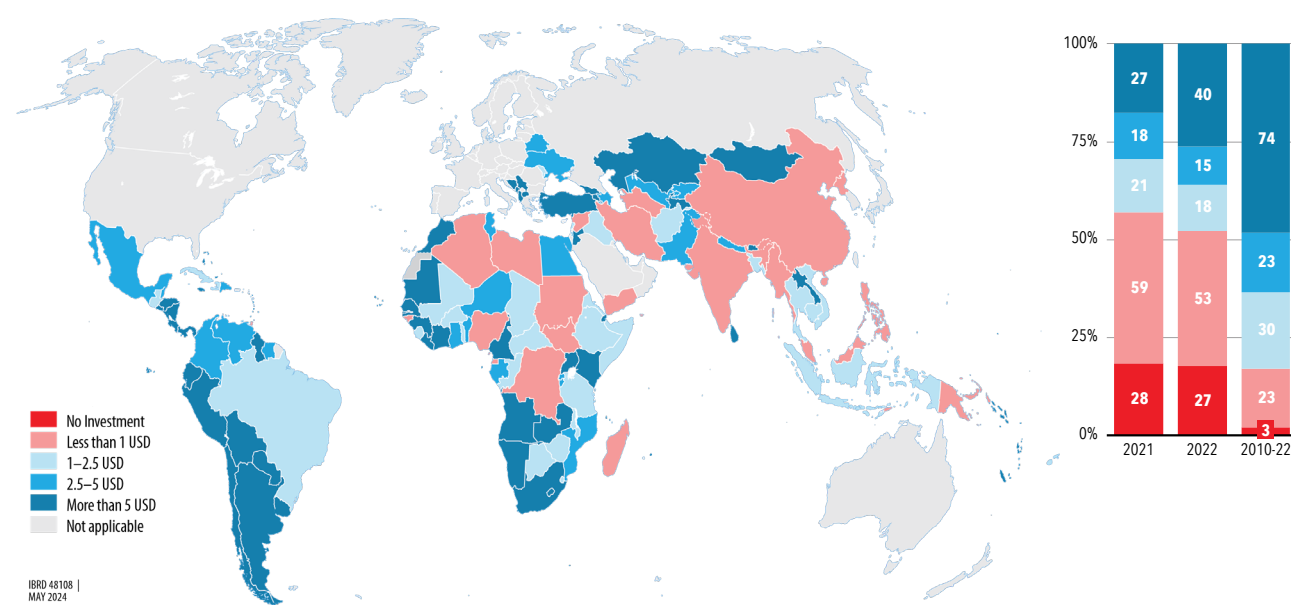 No Investment
Less than 1 USD
1–2.5 USD
2.5–5 USD
More than 5 USD
Not applicable
IBRD 48108 |
MAY 2024
100%
75%
50%
25%
0%
27
18
21
59
28
2021
40
15
18
53
27
2022
74
23
30
23
3
2010-22